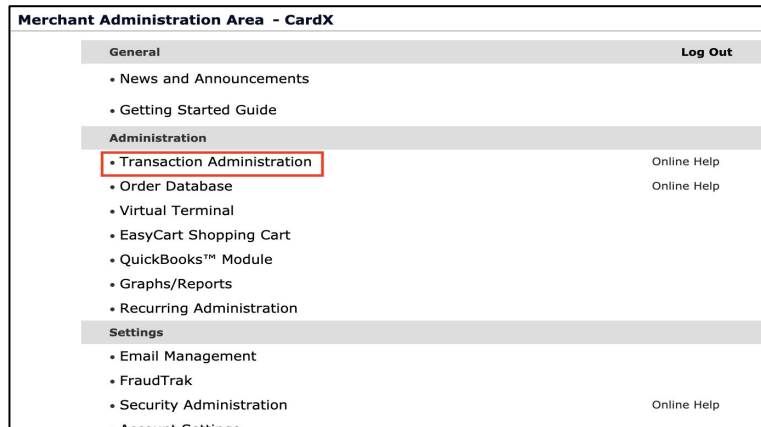 Merchant Administration Area - CardX
General Log Out
• News and Announcements
• Getting Started Guide
Administration
• Transaction Administration Online Help
• Order Database Online Help
• Virtual Terminal
• EasyCart Shopping Cart
• QuickBooks™ Module
• Graphs/Reports
• Recurring Administration
Settings
• Email Management
• FraudTrak
• Security Administration Online Help
• Account Settings